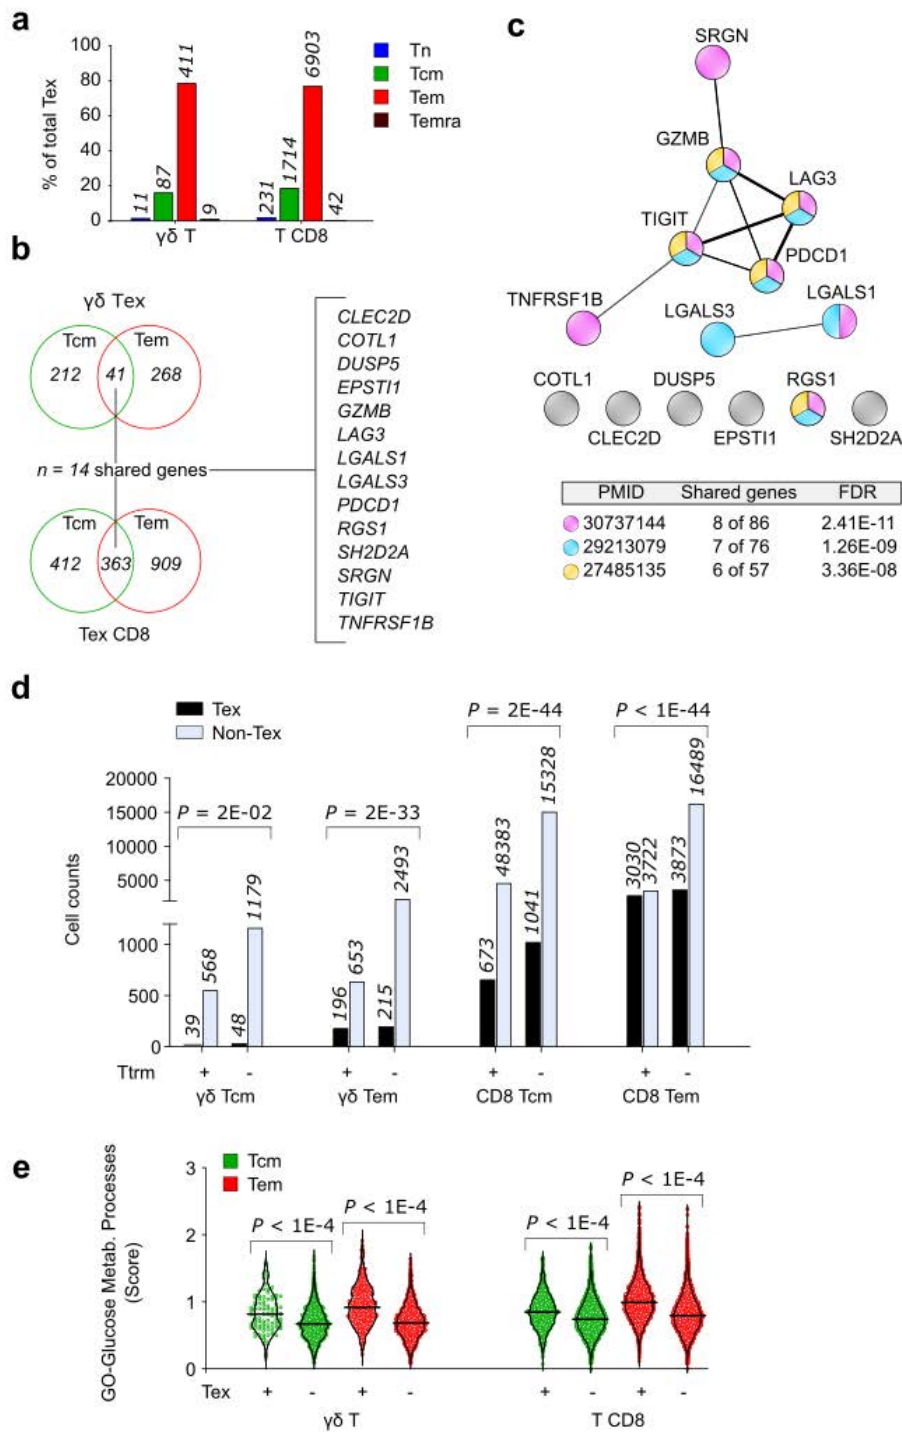 a
% of total Tex
100
80
60
40
20
0
11
87
411
9
231
1714
6903
42
γδ T
T CD8
Tn
Tcm
Tem
Temra
b
γδ Tex
Tcm
Tem
212
41
268
n = 14 shared genes
Tcm
Tem
412
363
909
Tex CD8
CLEC2D
COTL1
DUSP5
EPSTI1
GZMB
LAG3
LGALS1
LGALS3
PDCD1
RGS1
SH2D2A
SRGN
TIGIT
TNFRSF1B
c
SRGN
GZMB
LAG3
TIGIT
PDCD1
TNFRSF1B
LGALS3
LGALS1
COTL1
DUSP5
RGS1
CLEC2D
EPSTI1
SH2D2A
PMID Shared genes FDR
30737144 8 of 86 2.41E-11
29213079 7 of 76 1.26E-09
27485135 6 of 57 3.36E-08
d
Tex
Non-Tex
P = 2E-02
P = 2E-33
P = 2E-44
P < 1E-44
Cell counts
20000
15000
10000
5000
1000
500
0
39
568
48
1179
196
653
215
2493
673
48383
1041
15328
3030
3722
3873
16489
Ttrm + - + - + - + -
γδ Tcm γδ Tem CD8 Tcm CD8 Tem
e
Tcm
Tem
GO-Glucose Metab. Processes
(Score)
3
2
1
0
P < 1E-4
P < 1E-4
P < 1E-4
P < 1E-4
Tex + - + - + - + -
γδ T T CD8